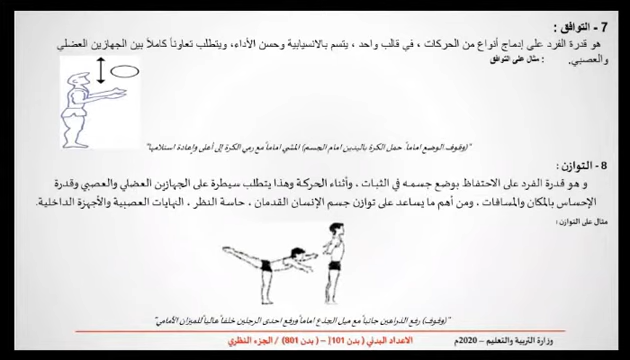 7 - التوافق :
هو قدرة الفرد على إدماج أنواع من الحركات ، في قالب واحد ، يتسم بالانسيابية وحسن الأداء، ويتطلب تعاوناً كاملاً بين الجهازين العضلي
والعصبي. مثال على التوافق :
"(وقوف الوضع اماماً. حمل الكرة باليدين امام الجسم) المشي اماماً مع رمي الكرة إلى أعلى وإعادة استلامها"
8 - التوازن :
و هو قدرة الفرد على الاحتفاظ بوضع جسمه في الثبات ، وأثناء الحركة وهذا يتطلب سيطرة على الجهازين العضلي والعصبي وقدرة
الإحساس بالمكان والمسافات ، ومن أهم ما يساعد على توازن جسم الإنسان القدمان ، حاسة النظر ، النهايات العصبية والأجهزة الداخلية.
مثال على التوازن :
"(وقوف) رفع الذراعين جانباً مع ميل الجذع اماماً ورفع احدى الرجلين خلفاً عالياً للميزان الأمامي"
وزارة التربية والتعليم – 2020م الاعداد البدني ( بدن 101) – ( بدن 801) / الجزء النظري